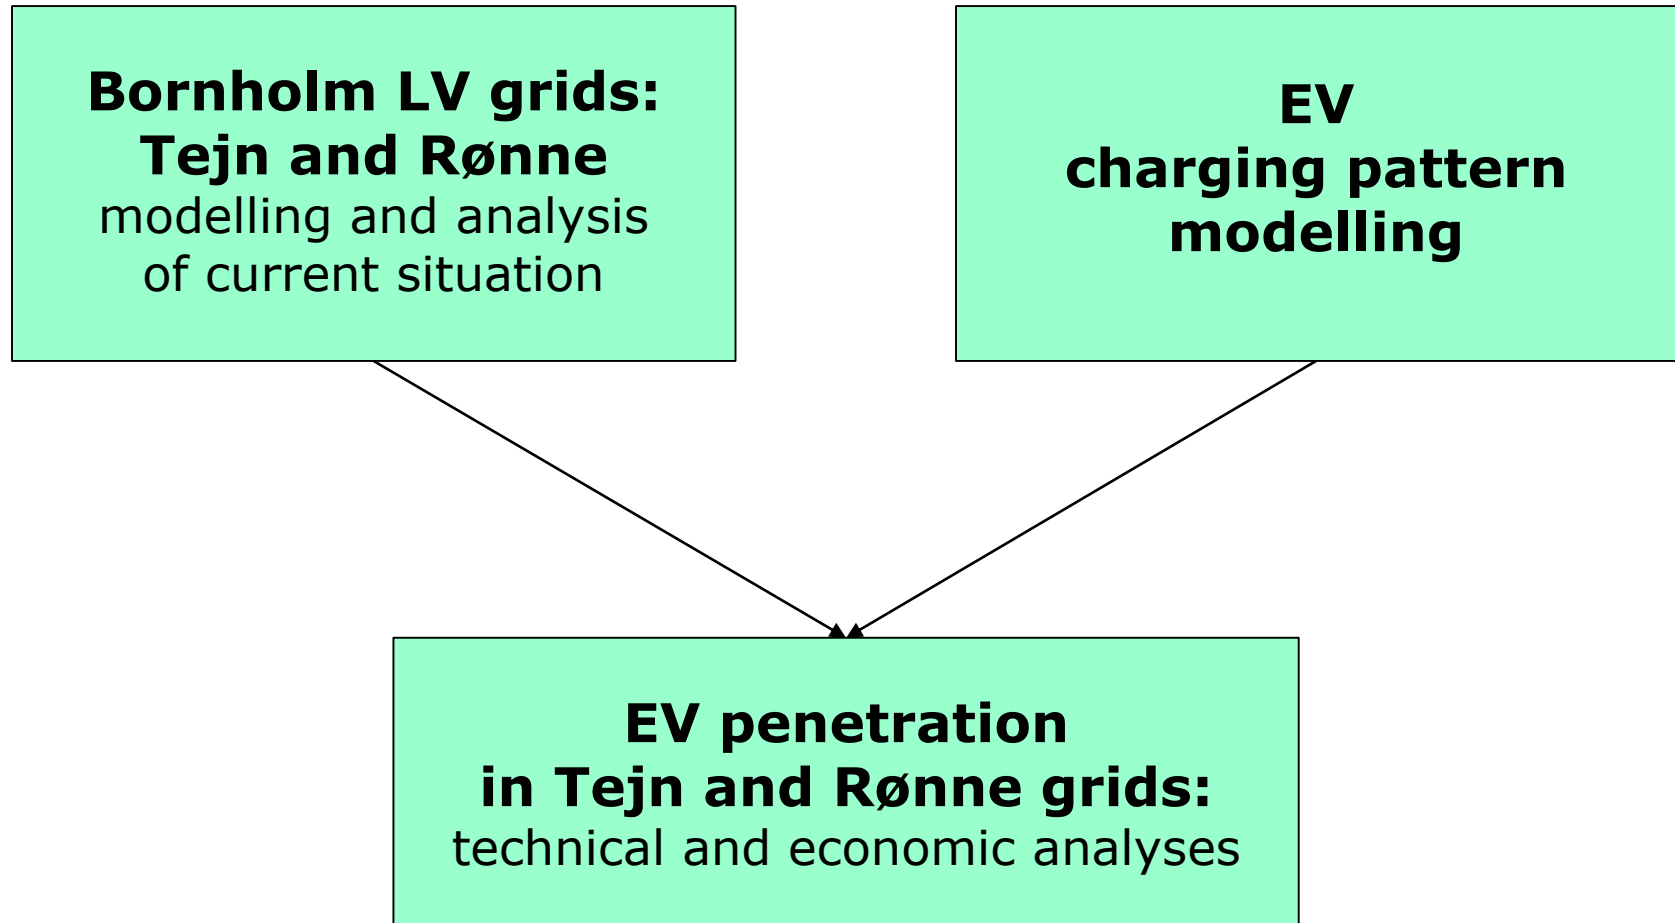 Bornholm LV grids:
Tejn and Rønne
modelling and analysis
of current situation
EV
charging pattern
modelling
EV penetration
in Tejn and Rønne grids:
technical and economic analyses